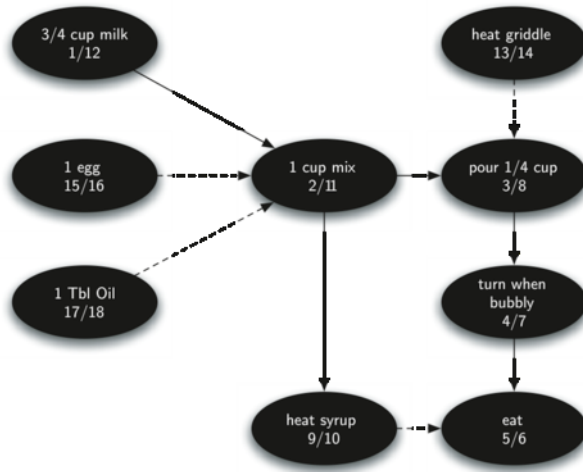 3/4 cup milk
1/12
heat griddle
13/14
1 egg
15/16
1 cup mix
2/11
pour 1/4 cup
3/8
1 Tbl Oil
17/18
turn when
bubbly
4/7
heat syrup
9/10
eat
5/6